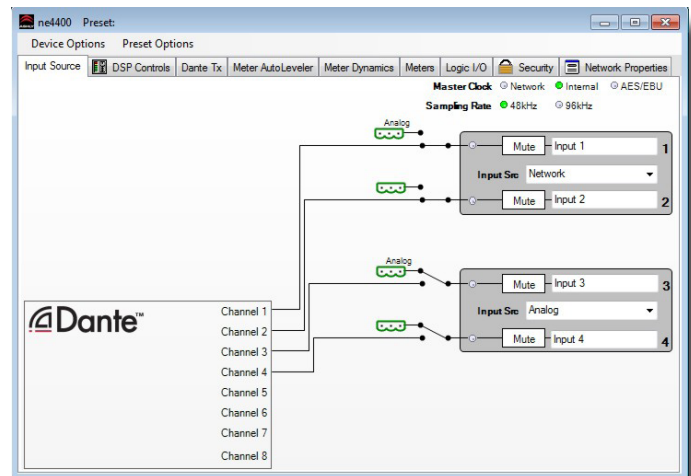 ne4400 Preset:
Device Options Preset Options
Input Source DSP Controls Dante Tx Meter AutoLeveler Meter Dynamics Meters Logic I/O Security Network Properties
Master Clock Network Internal AES/EBU
Sampling Rate 48kHz 96kHz
Analog
Mute Input 1 1
Input Src Network
Mute Input 2 2
Analog
Mute Input 3 3
Input Src Analog
Mute Input 4 4
Dante™
Channel 1
Channel 2
Channel 3
Channel 4
Channel 5
Channel 6
Channel 7
Channel 8